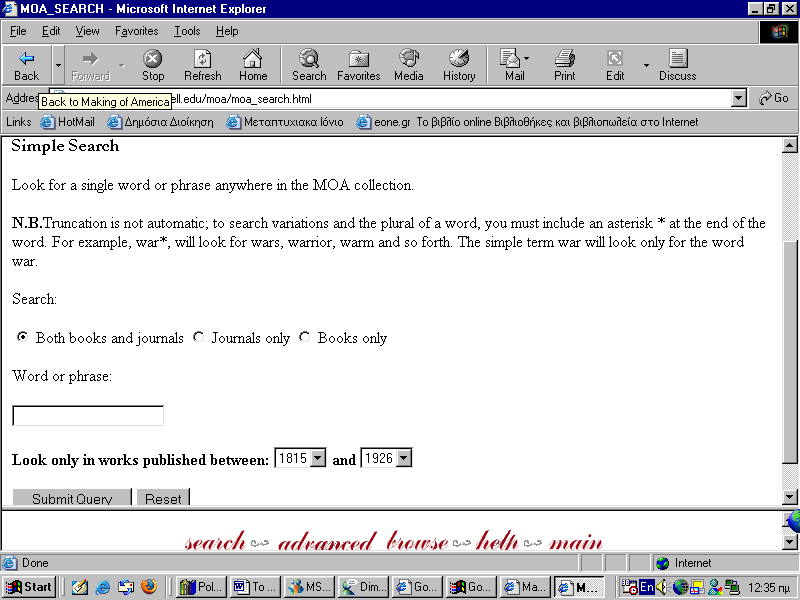 MOA_SEARCH - Microsoft Internet Explorer
File Edit View Favorites Tools Help
Back Forward Stop Refresh Home Search Favorites Media History Mail Print Edit Discuss
Back to Making of America
ell.edu/moa/moa_search.html Go
Links HotMail Δημόσια Διοίκηση Μεταπτυχιακα Ιόνιο eone.gr Το βιβλίο online Βιβλιοθήκες και βιβλιοπωλεία στο Internet
Simple Search
Look for a single word or phrase anywhere in the MOA collection.
N.B.Truncation is not automatic; to search variations and the plural of a word, you must include an asterisk * at the end of the
word. For example, war*, will look for wars, warrior, warm and so forth. The simple term war will look only for the word
war.
Search:
Both books and journals Journals only Books only
Word or phrase:
Look only in works published between: 1815 and 1926
Submit Query Reset
search advanced browse help main
Done Internet
Start Pol... To ... MS... Dim... Go... Go... Ma... M... En 12:35 πμ